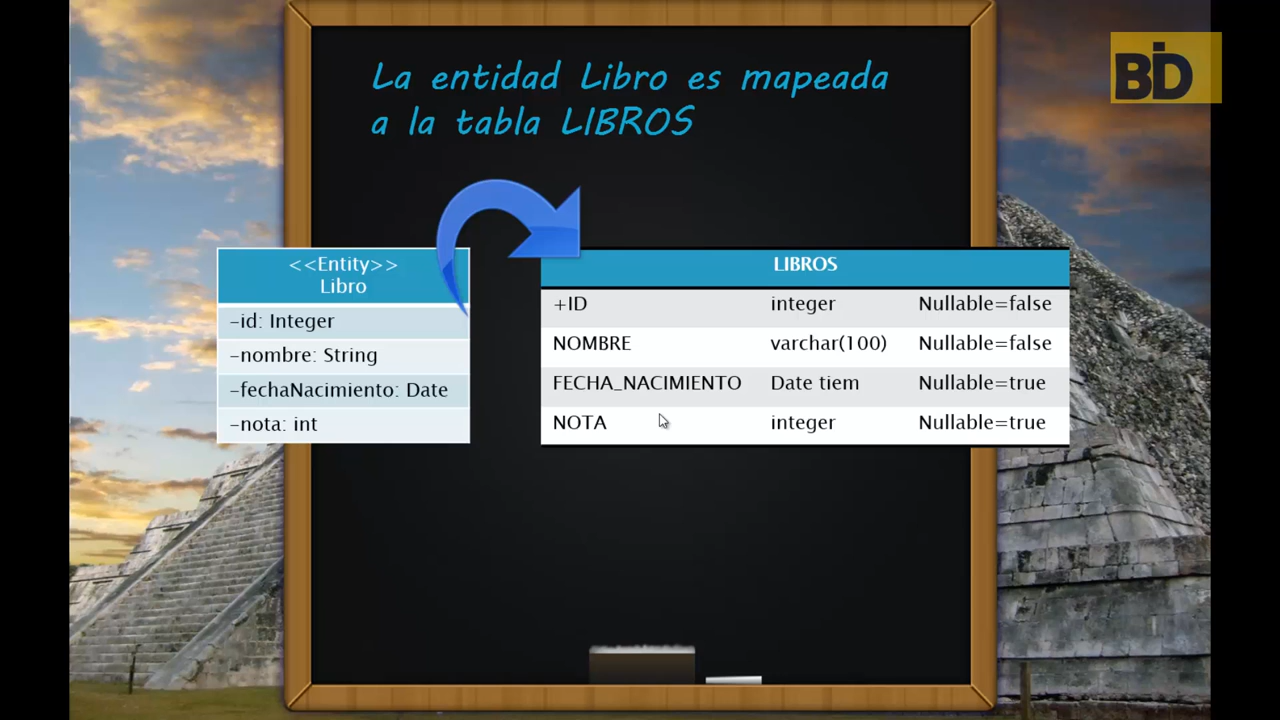 BID
La entidad Libro es mapeada
a la tabla LIBROS
<<Entity>>
Libro
-id: Integer
-nombre: String
-fechaNacimiento: Date
-nota: int
LIBROS
+ID integer Nullable=false
NOMBRE varchar(100) Nullable=false
FECHA_NACIMIENTO Date tiem Nullable=true
NOTA integer Nullable=true